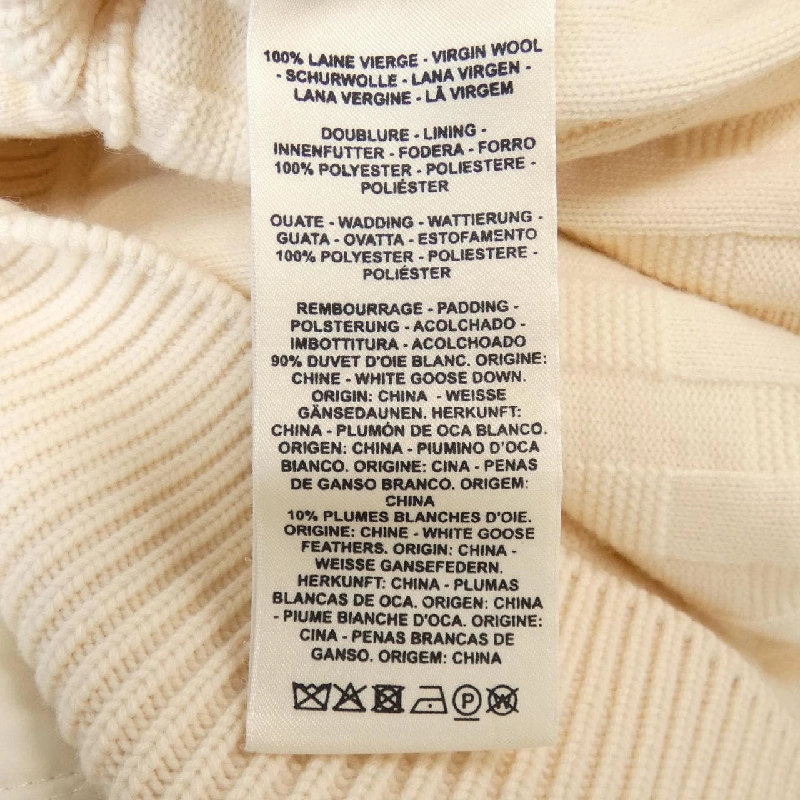 100% LAINE VIERGE - VIRGIN WOOL
- SCHURWOLLE - LANA VIRGEN -
LANA VERGINE - LÃ VIRGEM
DOUBLURE - LINING -
INNENFUTTER - FODERA - FORRO
100% POLYESTER - POLIESTERE -
POLIÉSTER
OUATE - WADDING - WATTIERUNG -
GUATA - OVATTA - ESTOFAMENTO
100% POLYESTER - POLIESTERE -
POLIÉSTER
REMBOURRAGE - PADDING -
POLSTERUNG - ACOLCHADO -
IMBOTTITURA - ACOLCHOADO
90% DUVET D'OIE BLANC. ORIGINE:
CHINE - WHITE GOOSE DOWN.
ORIGIN: CHINA - WEISSE
GÄNSEDAUNEN. HERKUNFT:
CHINA - PLUMÓN DE OCA BLANCO.
ORIGEN: CHINA - PIUMINO D'OCA
BIANCO. ORIGINE: CINA - PENAS
DE GANSO BRANCO. ORIGEM:
CHINA
10% PLUMES BLANCHES D'OIE.
ORIGINE: CHINE - WHITE GOOSE
FEATHERS. ORIGIN: CHINA -
WEISSE GANSEFEDERN.
HERKUNFT: CHINA - PLUMAS
BLANCAS DE OCA. ORIGEN: CHINA
- PIUME BIANCHE D'OCA. ORIGINE:
CINA - PENAS BRANCAS DE
GANSO. ORIGEM: CHINA
P W